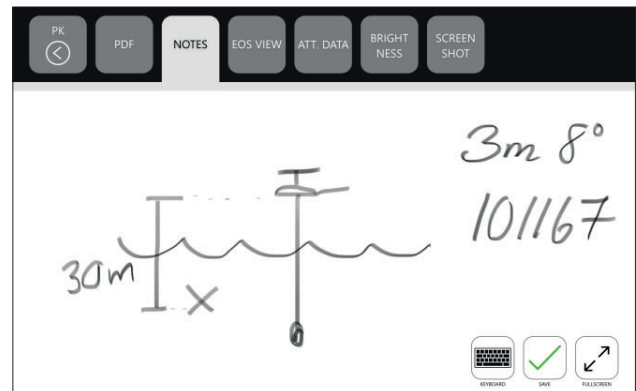 PK
PDF
NOTES
EOS VIEW
ATT. DATA
BRIGHT
NESS
SCREEN
SHOT
3m 8°
101167
30m
KEYBOARD
SAVE
FULLSCREEN